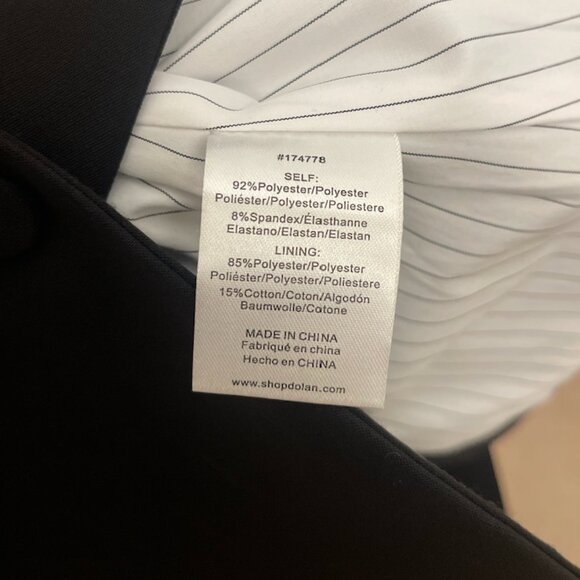 #174778
SELF:
92%Polyester/Polyester
Poliéster/Polyester/Poliestere
8%Spandex/Élasthanne
Elastano/Elastan/Elastan
LINING:
85%Polyester/Polyester
Poliéster/Polyester/Poliestere
15%Cotton/Coton/Algodón
Baumwolle/Cotone
MADE IN CHINA
Fabriqué en china
Hecho en CHINA
www.shopdolan.com